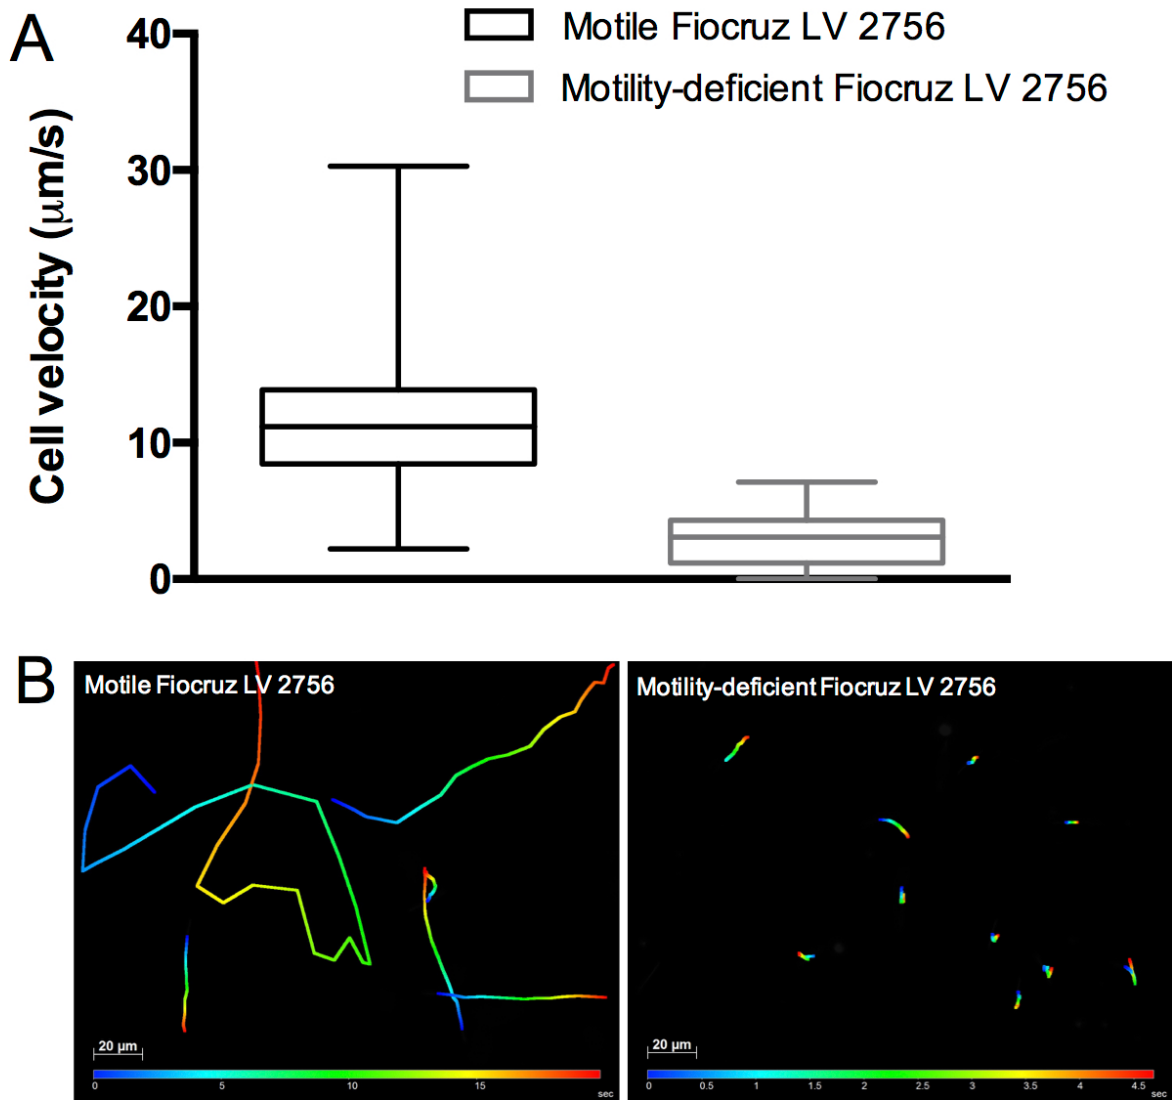 A
Motile Fiocruz LV 2756
Motility-deficient Fiocruz LV 2756
Cell velocity (μm/s)
40
30
20
10
0
B
Motile Fiocruz LV 2756
20 μm
0 5 10 15
sec
Motility-deficient Fiocruz LV 2756
20 μm
0 0.5 1 1.5 2 2.5 3 3.5 4 4.5
sec